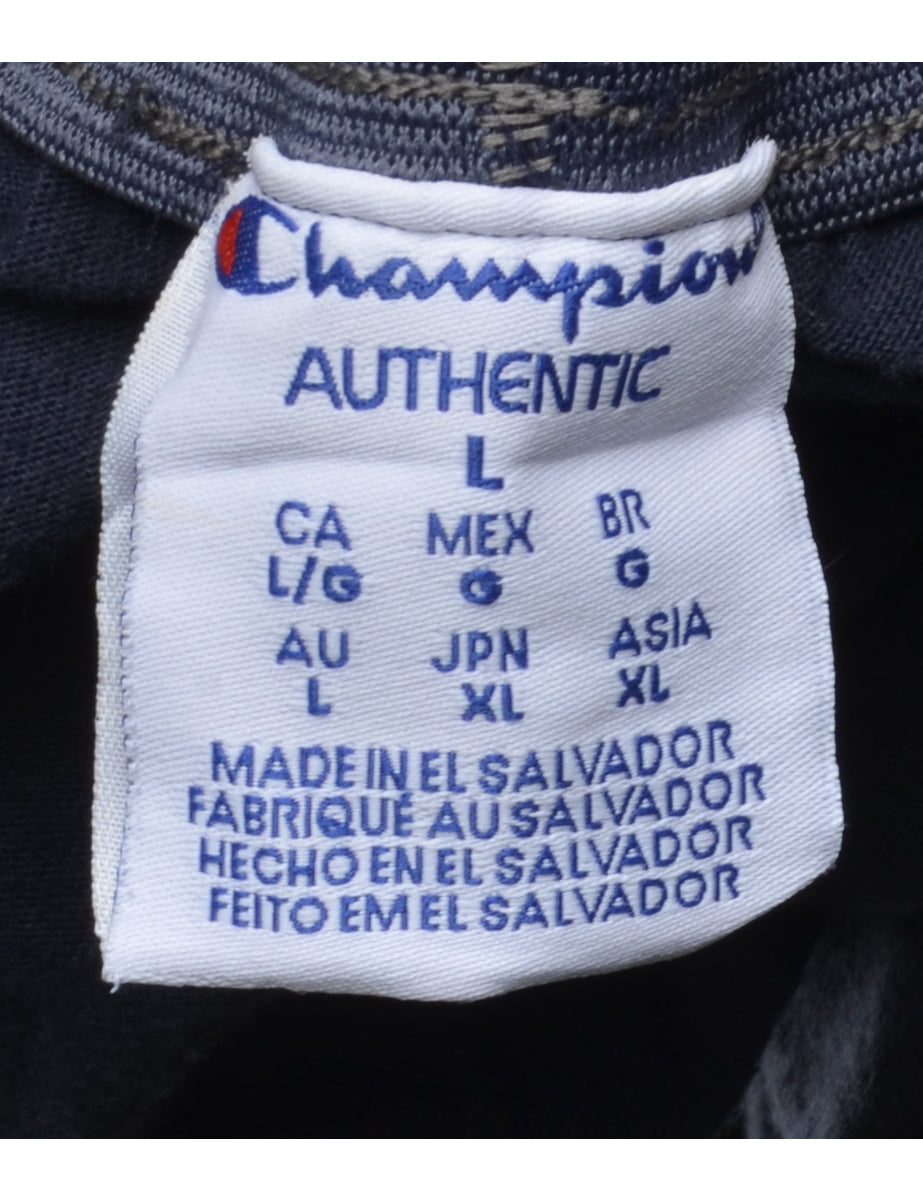 Champion
AUTHENTIC
L
CA MEX BR
L/G G G
AU JPN ASIA
L XL XL
MADE IN EL SALVADOR
FABRIQUÉ AU SALVADOR
HECHO EN EL SALVADOR
FEITO EM EL SALVADOR